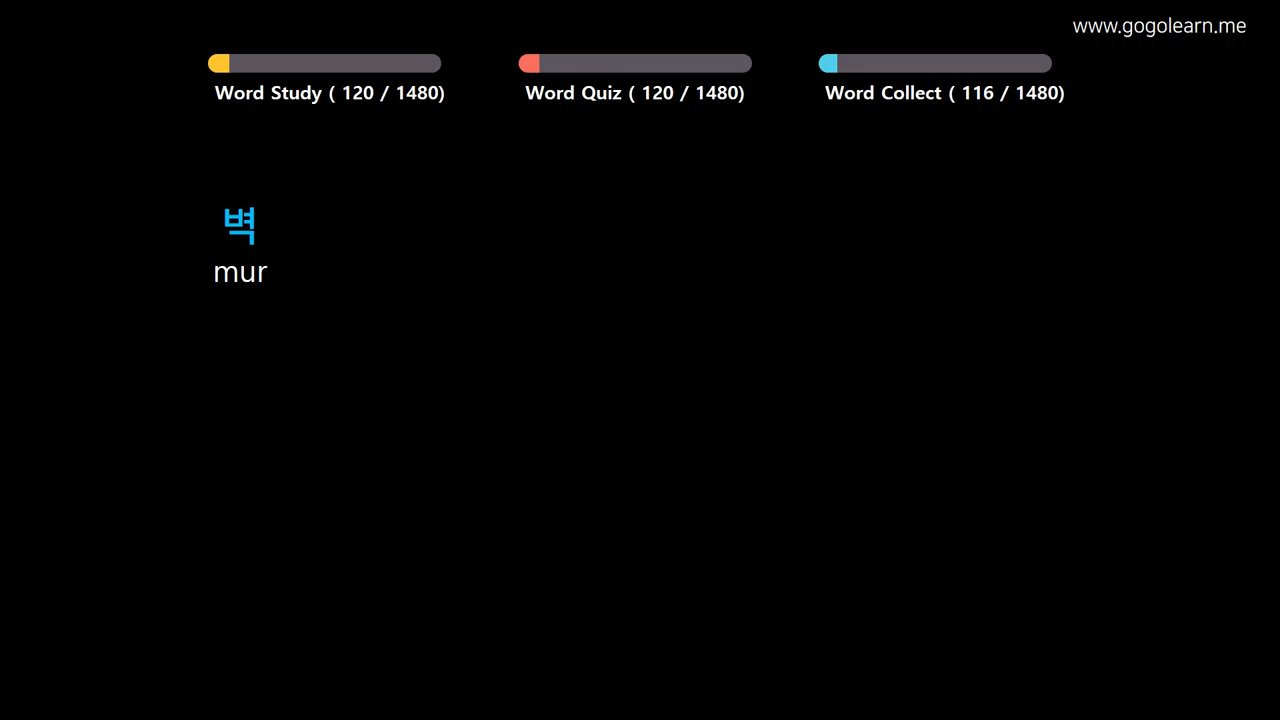 www.gogolearn.me
Word Study ( 120 / 1480)
Word Quiz ( 120 / 1480)
Word Collect ( 116 / 1480)
벽
mur